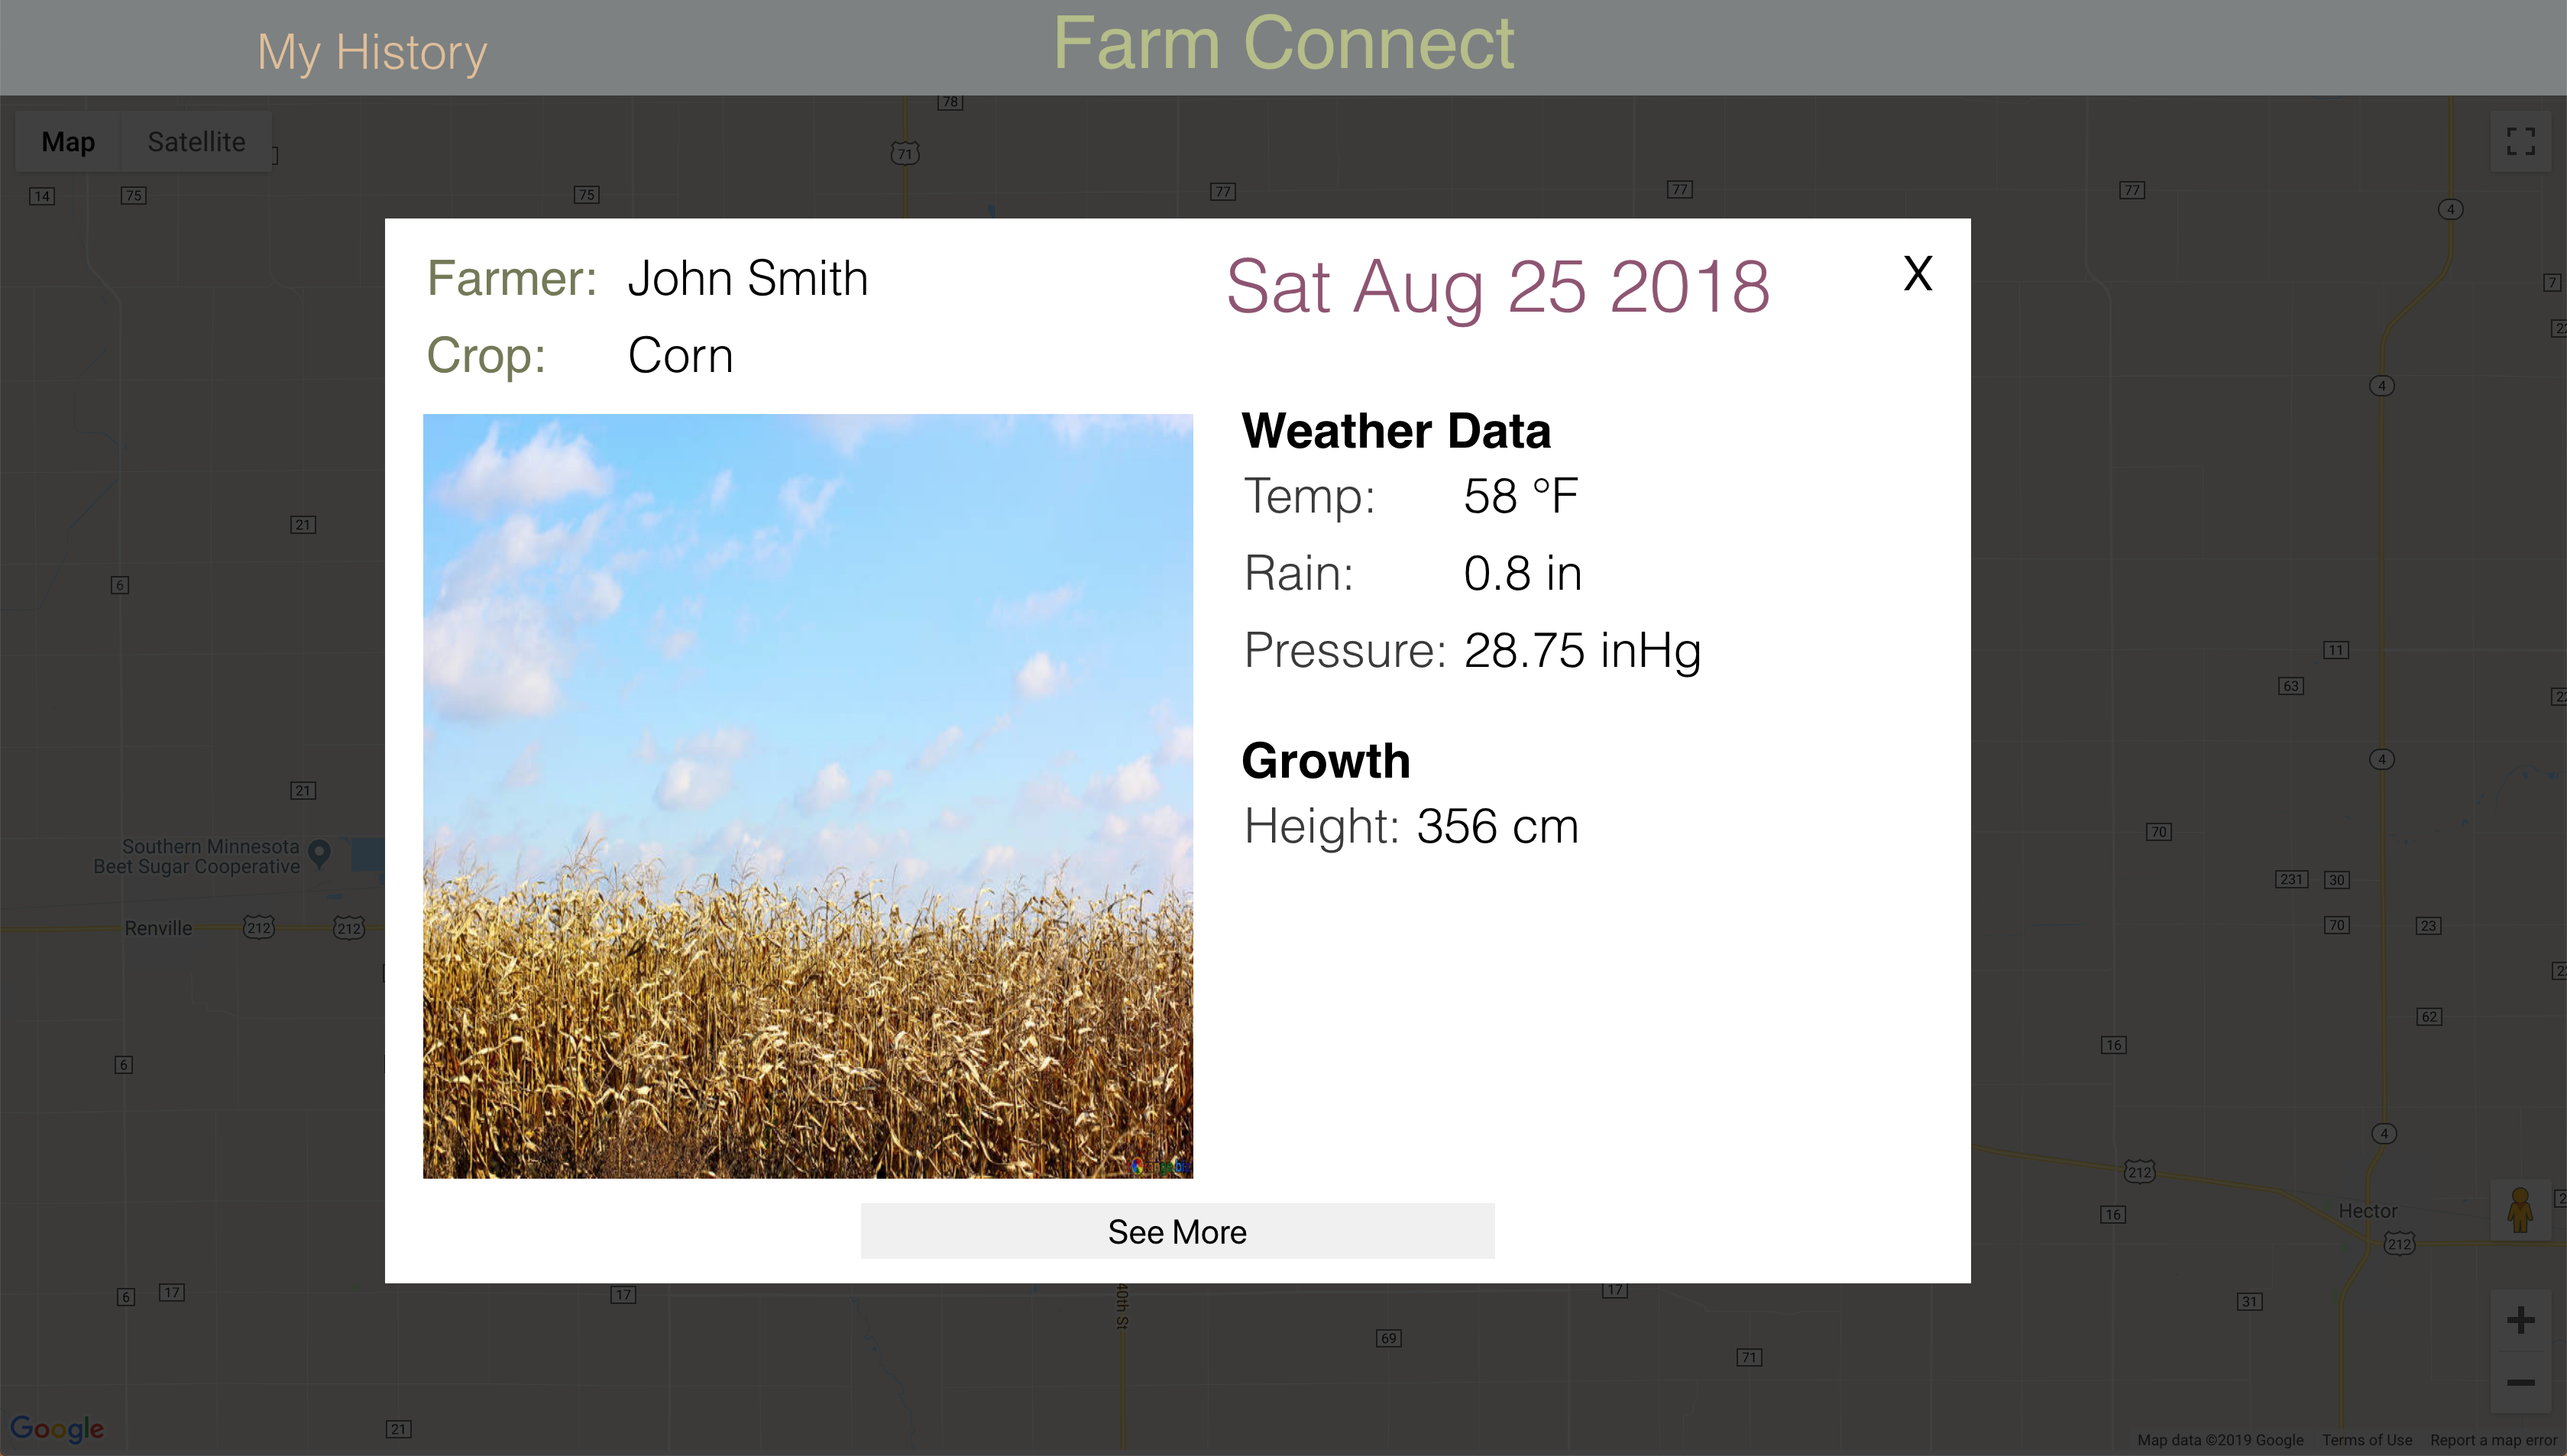 My History
Farm Connect
Map
Satellite
78
71
14
75
75
77
77
77
4
7
Farmer: John Smith
Sat Aug 25 2018
X
Crop: Corn
4
Weather Data
Temp: 58 °F
21
Rain: 0.8 in
6
Pressure: 28.75 inHg
11
63
Growth
4
21
Height: 356 cm
70
Southern Minnesota
Beet Sugar Cooperative
231
30
Renville
212
212
70
23
62
16
6
4
212
See More
16
Hector
212
6
17
17
17
31
40th St
69
71
21
Google
Map data ©2019 Google
Terms of Use
Report a map error